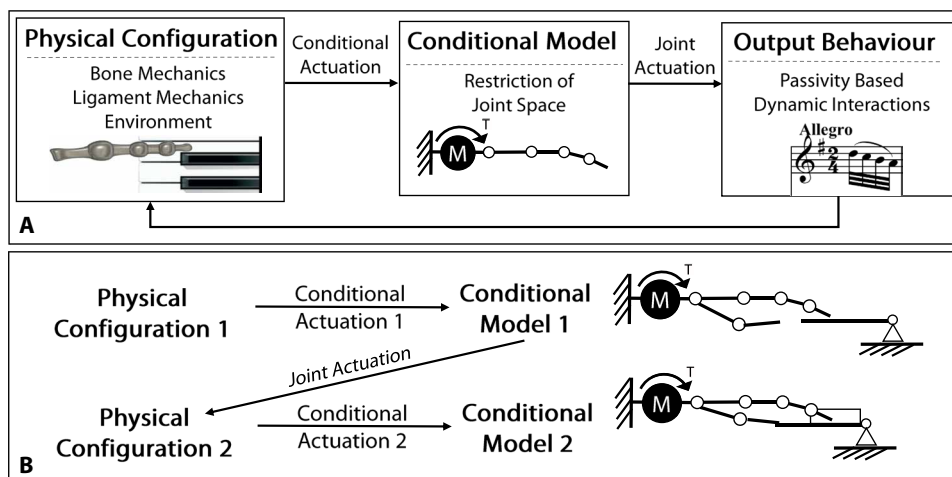 Physical Configuration
Bone Mechanics
Ligament Mechanics
Environment
Conditional
Actuation
Conditional Model
Restriction of
Joint Space
T
M
Joint
Actuation
Output Behaviour
Passivity Based
Dynamic Interactions
Allegro
2
4
A
Physical
Configuration 1
Conditional
Actuation 1
Conditional
Model 1
T
M
Joint Actuation
Physical
Configuration 2
Conditional
Actuation 2
Conditional
Model 2
T
M
B